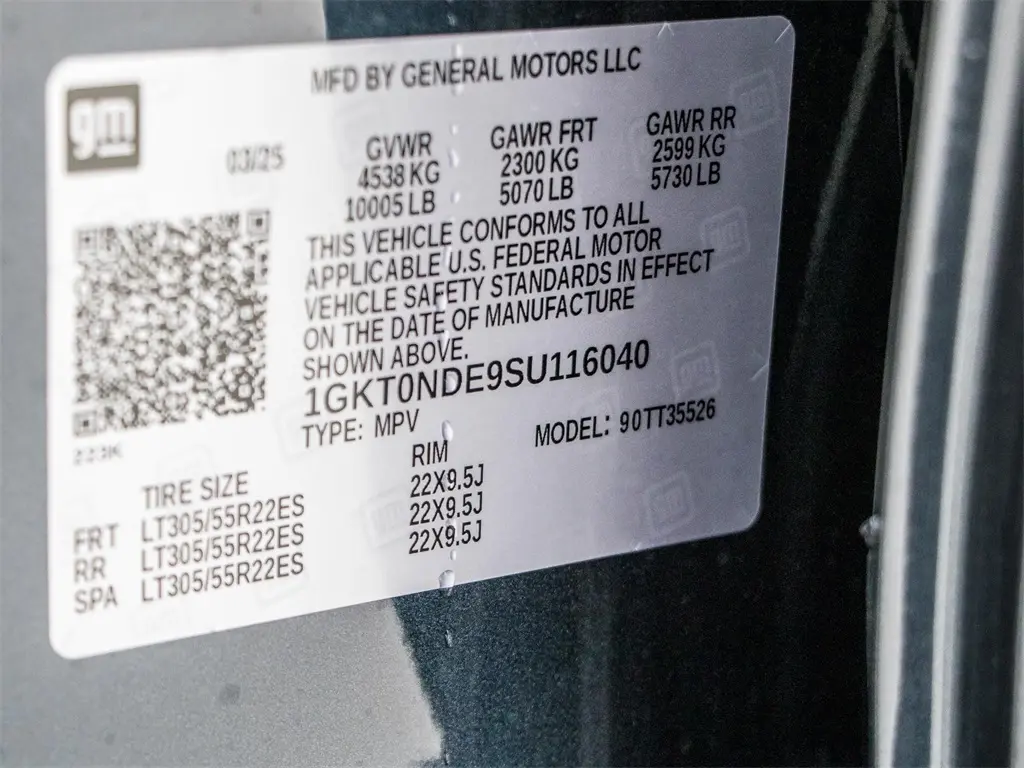 MFD BY GENERAL MOTORS LLC
gm
03/25
GVWR GAWR FRT GAWR RR
4538 KG 2300 KG 2599 KG
10005 LB 5070 LB 5730 LB
THIS VEHICLE CONFORMS TO ALL
APPLICABLE U.S. FEDERAL MOTOR
VEHICLE SAFETY STANDARDS IN EFFECT
ON THE DATE OF MANUFACTURE
SHOWN ABOVE.
1GKT0NDE9SU116040
TYPE: MPV MODEL: 90TT35526
TIRE SIZE RIM
FRT LT305/55R22ES 22X9.5J
RR LT305/55R22ES 22X9.5J
SPA LT305/55R22ES 22X9.5J